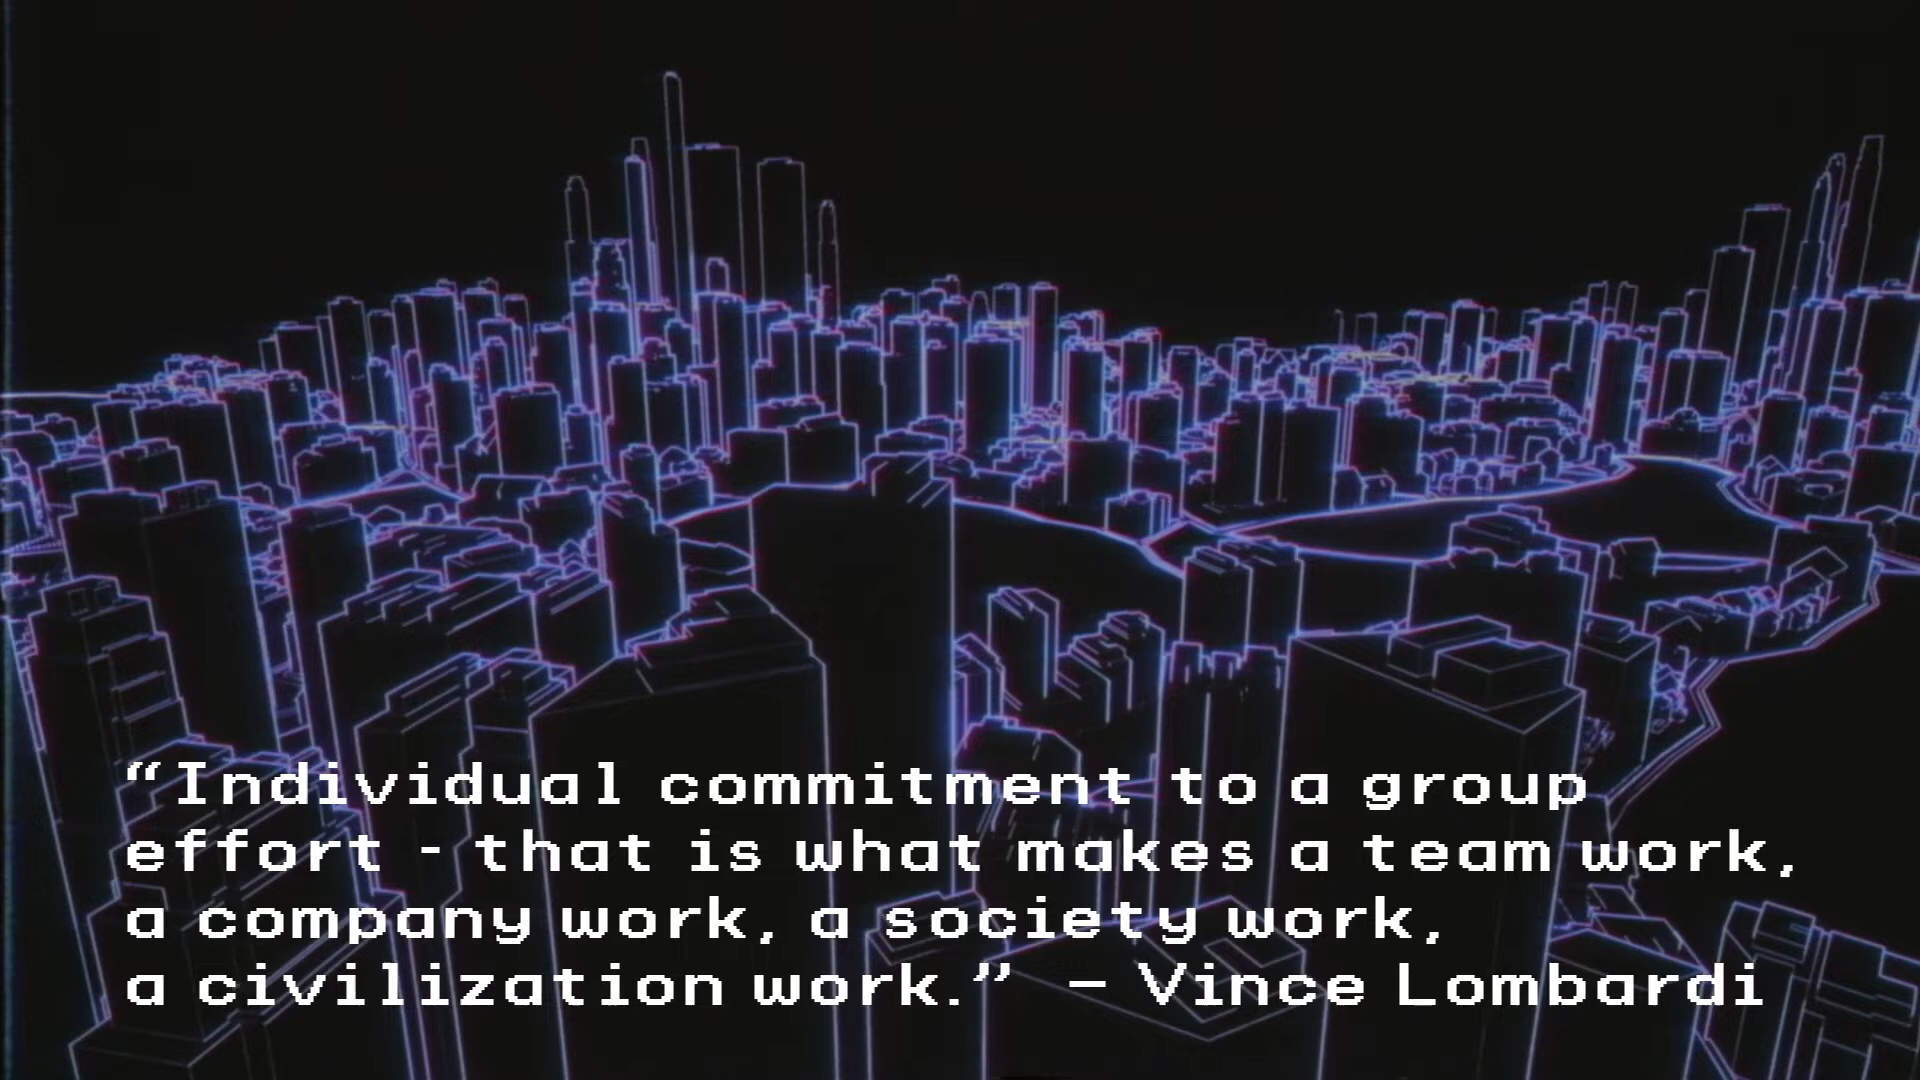 “Individual commitment to a group
effort - that is what makes a team work,
a company work, a society work,
a civilization work.” — Vince Lombardi